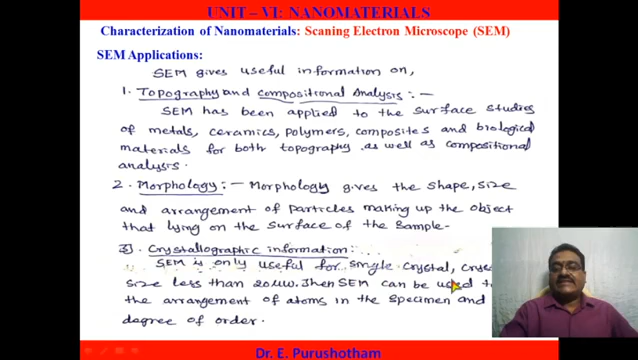 UNIT – VI: NANOMATERIALS
Characterization of Nanomaterials: Scaning Electron Microscope (SEM)
SEM Applications:
SEM gives useful information on,
1. Topography and compositional Analysis:-
SEM has been applied to the surface studies
of metals, ceramics, polymers, composites and biological
materials for both topography. as well as compositional
analysis.
2. Morphology:- Morphology gives the shape, size
and arrangement of particles making up the object
that lying on the surface of the sample-
3]. Crystallographic information:
SEM is only useful for single crystal,
size less than 20 μm. Then SEM can be used
the arrangement of atoms in the specimen and
degree of order.
Dr. E. Purushotham